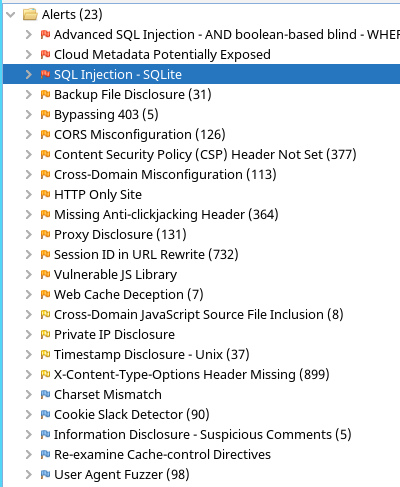 Alerts (23)
Advanced SQL Injection - AND boolean-based blind - WHER
Cloud Metadata Potentially Exposed
SQL Injection - SQLite
Backup File Disclosure (31)
Bypassing 403 (5)
CORS Misconfiguration (126)
Content Security Policy (CSP) Header Not Set (377)
Cross-Domain Misconfiguration (113)
HTTP Only Site
Missing Anti-clickjacking Header (364)
Proxy Disclosure (131)
Session ID in URL Rewrite (732)
Vulnerable JS Library
Web Cache Deception (7)
Cross-Domain JavaScript Source File Inclusion (8)
Private IP Disclosure
Timestamp Disclosure - Unix (37)
X-Content-Type-Options Header Missing (899)
Charset Mismatch
Cookie Slack Detector (90)
Information Disclosure - Suspicious Comments (5)
Re-examine Cache-control Directives
User Agent Fuzzer (98)